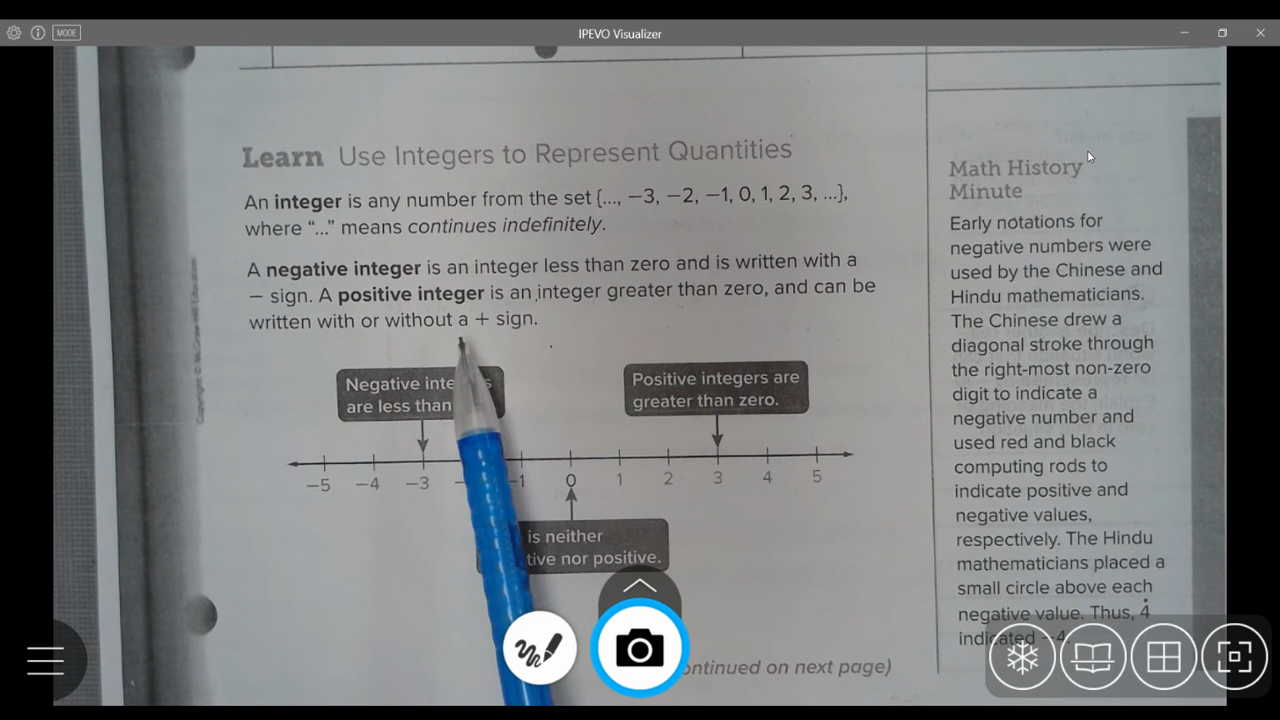 MODE
IPEVO Visualizer
Learn Use Integers to Represent Quantities
An integer is any number from the set {..., −3, −2, −1, 0, 1, 2, 3, ...},
where "..." means continues indefinitely.
A negative integer is an integer less than zero and is written with a
− sign. A positive integer is an integer greater than zero, and can be
written with or without a + sign.
Negative inte s
are less than
Positive integers are
greater than zero.
−5 −4 −3 −1 0 1 2 3 4 5
is neither
tive nor positive.
ontinued on next page)
Math History
Minute
Early notations for
negative numbers were
used by the Chinese and
Hindu mathematicians.
The Chinese drew a
diagonal stroke through
the right-most non-zero
digit to indicate a
negative number and
used red and black
computing rods to
indicate positive and
negative values,
respectively. The Hindu
mathematicians placed a
small circle above each
negative value. Thus, 4̇
indicated −4.
Copyright © McGraw-Hill Education